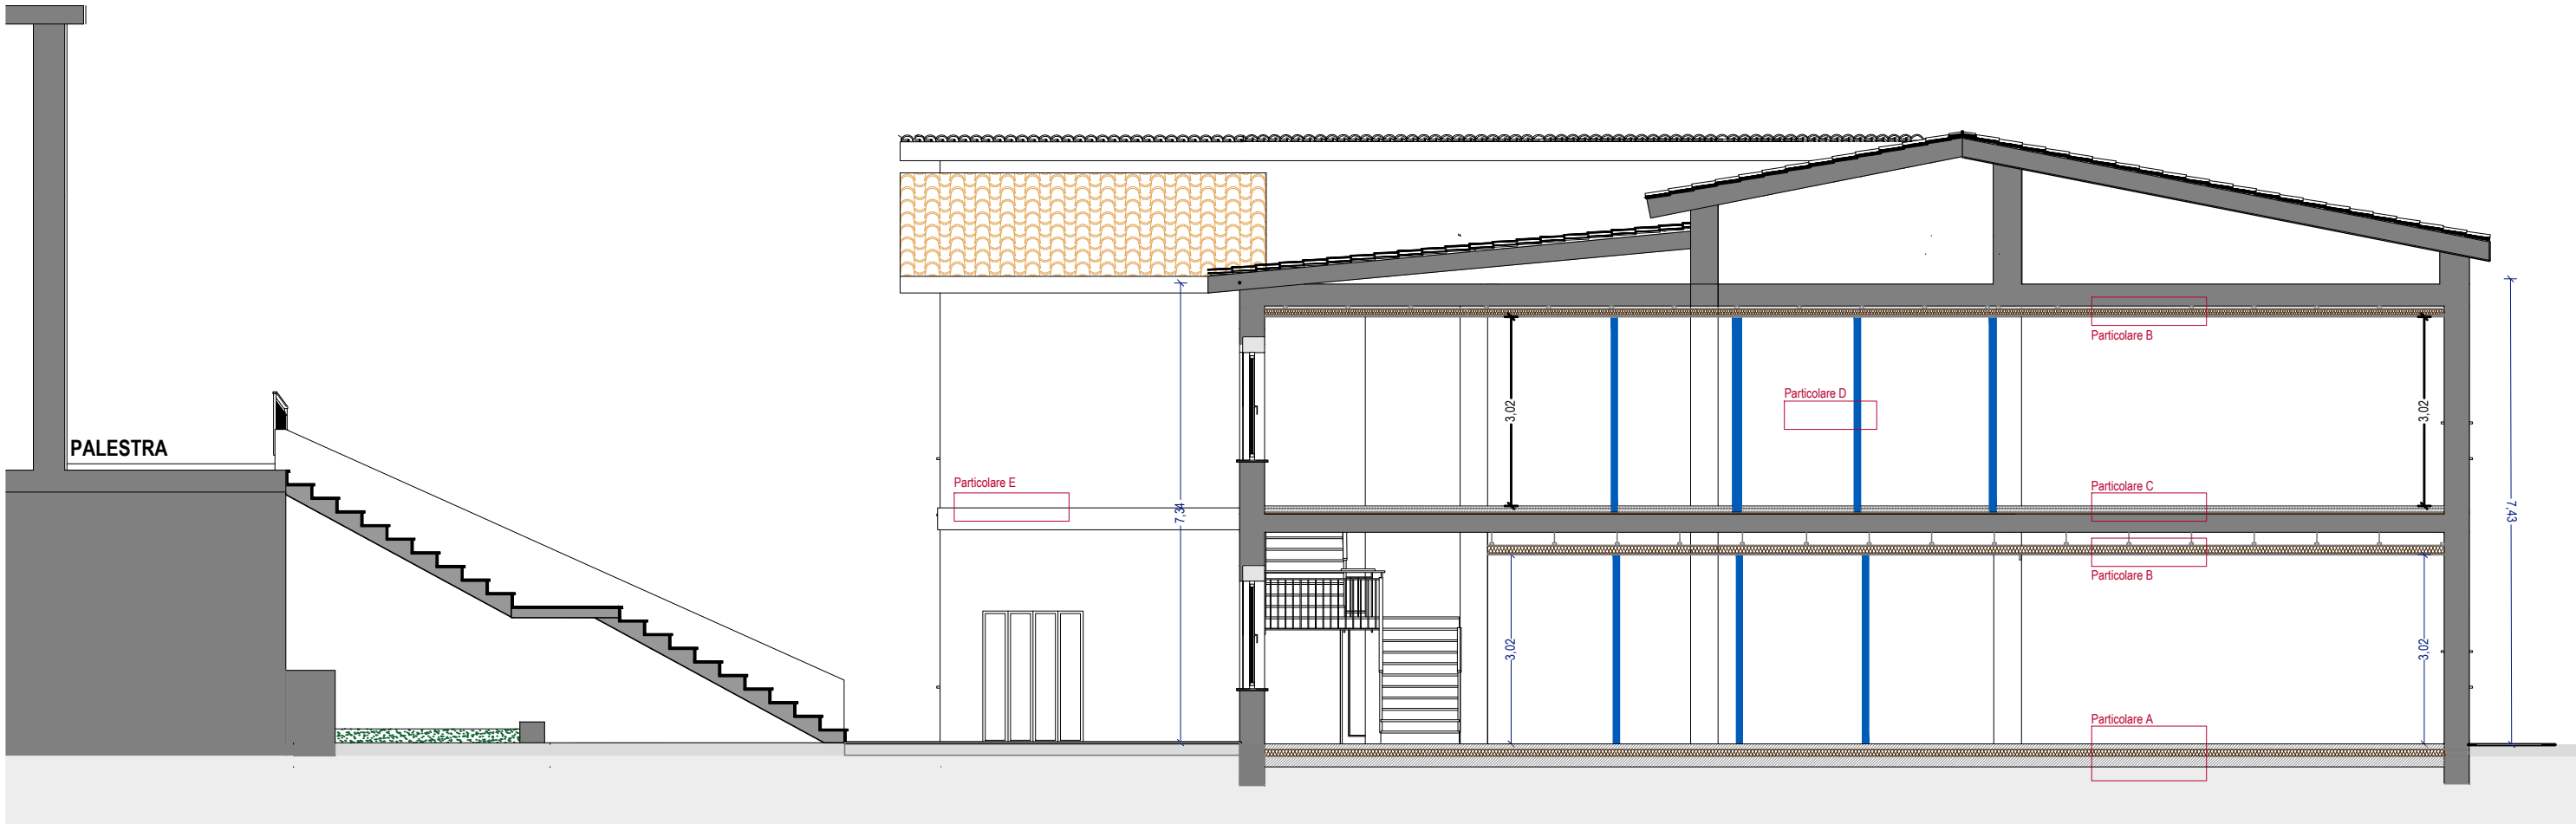 Particolare B
Particolare D
3,02
3,02
PALESTRA
Particolare E
Particolare C
7,34
7,43
Particolare B
3,02
3,02
Particolare A